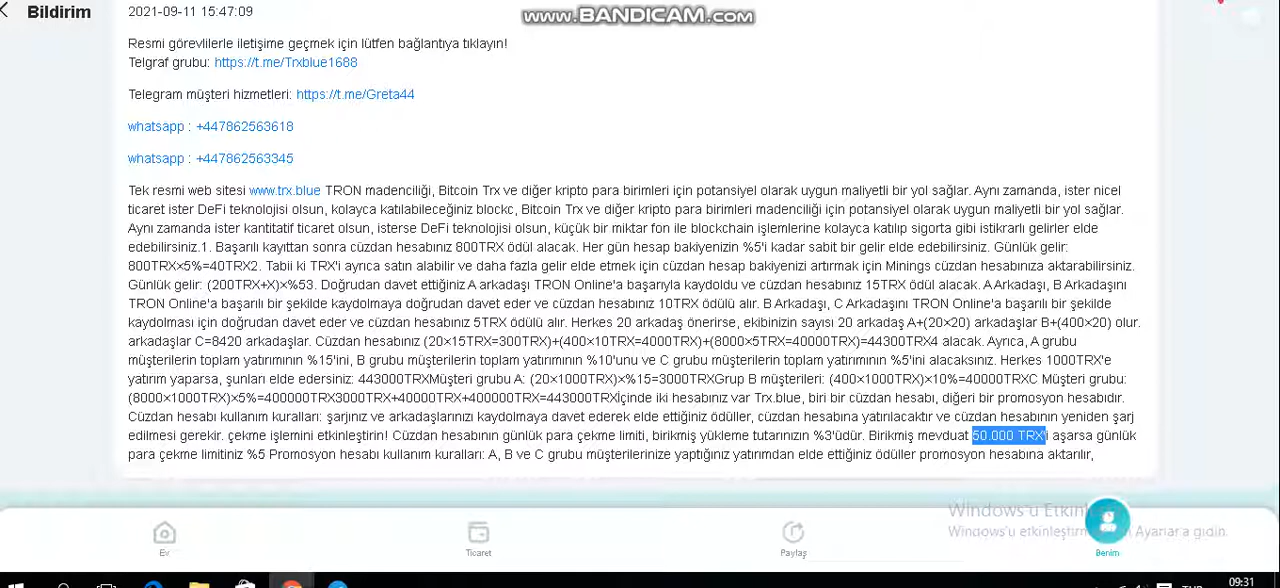 Bildirim
2021-09-11 15:47:09
www.BANDICAM.com
Resmi görevlilerle iletişime geçmek için lütfen bağlantıya tıklayın!
Telgraf grubu: https://t.me/Trxblue1688
Telegram müşteri hizmetleri: https://t.me/Greta44
whatsapp : +447862563618
whatsapp : +447862563345
Tek resmi web sitesi www.trx.blue TRON madenciliği, Bitcoin Trx ve diğer kripto para birimleri için potansiyel olarak uygun maliyetli bir yol sağlar. Aynı zamanda, ister nicel
ticaret ister DeFi teknolojisi olsun, kolayca katılabileceğiniz blockc, Bitcoin Trx ve diğer kripto para birimleri madenciliği için potansiyel olarak uygun maliyetli bir yol sağlar.
Aynı zamanda ister kantitatif ticaret olsun, isterse DeFi teknolojisi olsun, küçük bir miktar fon ile blockchain işlemlerine kolayca katılıp sigorta gibi istikrarlı gelirler elde
edebilirsiniz.1. Başarılı kayıttan sonra cüzdan hesabınız 800TRX ödül alacak. Her gün hesap bakiyenizin %5'i kadar sabit bir gelir elde edebilirsiniz. Günlük gelir:
800TRX×5%=40TRX2. Tabii ki TRX'i ayrıca satın alabilir ve daha fazla gelir elde etmek için cüzdan hesap bakiyenizi artırmak için Minings cüzdan hesabınıza aktarabilirsiniz.
Günlük gelir: (200TRX+X)×%53. Doğrudan davet ettiğiniz A arkadaşı TRON Online'a başarıyla kaydoldu ve cüzdan hesabınız 15TRX ödül alacak. A Arkadaşı, B Arkadaşını
TRON Online'a başarılı bir şekilde kaydolmaya doğrudan davet eder ve cüzdan hesabınız 10TRX ödülü alır. B Arkadaşı, C Arkadaşını TRON Online'a başarılı bir şekilde
kaydolması için doğrudan davet eder ve cüzdan hesabınız 5TRX ödülü alır. Herkes 20 arkadaş önerirse, ekibinizin sayısı 20 arkadaş A+(20×20) arkadaşlar B+(400×20) olur.
arkadaşlar C=8420 arkadaşlar. Cüzdan hesabınız (20×15TRX=300TRX)+(400×10TRX=4000TRX)+(8000×5TRX=40000TRX)=44300TRX4 alacak. Ayrıca, A grubu
müşterilerin toplam yatırımının %15'ini, B grubu müşterilerin toplam yatırımının %10'unu ve C grubu müşterilerin toplam yatırımının %5'ini alacaksınız. Herkes 1000TRX'e
yatırım yaparsa, şunları elde edersiniz: 443000TRXMüşteri grubu A: (20×1000TRX)×%15=3000TRXGrup B müşterileri: (400×1000TRX)×10%=40000TRXC Müşteri grubu:
(8000×1000TRX)×5%=400000TRX3000TRX+40000TRX+400000TRX=443000TRXİçinde iki hesabınız var Trx.blue, biri bir cüzdan hesabı, diğeri bir promosyon hesabıdır.
Cüzdan hesabı kullanım kuralları: şarjınız ve arkadaşlarınızı kaydolmaya davet ederek elde ettiğiniz ödüller, cüzdan hesabına yatırılacaktır ve cüzdan hesabının yeniden şarj
edilmesi gerekir. çekme işlemini etkinleştirin! Cüzdan hesabının günlük para çekme limiti, birikmiş yükleme tutarınızın %3'üdür. Birikmiş mevduat 50.000 TRX'i aşarsa günlük
para çekme limitiniz %5 Promosyon hesabı kullanım kuralları: A, B ve C grubu müşterilerinize yaptığınız yatırımdan elde ettiğiniz ödüller promosyon hesabına aktarılır,
Windows'u Etkin
Windows'u etkinleştirm Ayarlar'a gidin.
Ev
Ticaret
Paylaş
Benim
09:31